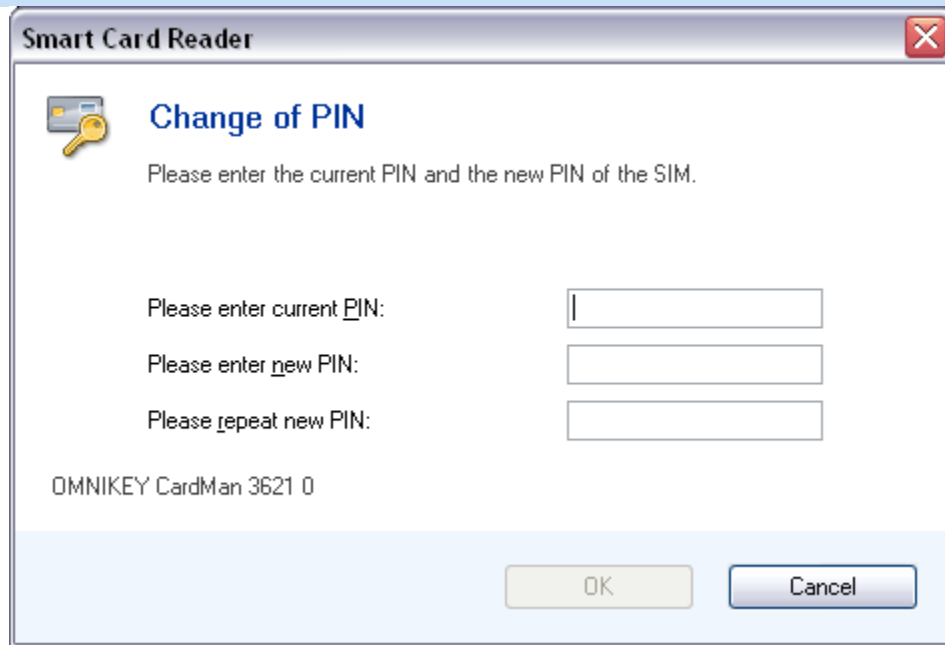 Smart Card Reader
Change of PIN
Please enter the current PIN and the new PIN of the SIM.
Please enter current PIN:
Please enter new PIN:
Please repeat new PIN:
OMNIKEY CardMan 3621 0
OK
Cancel